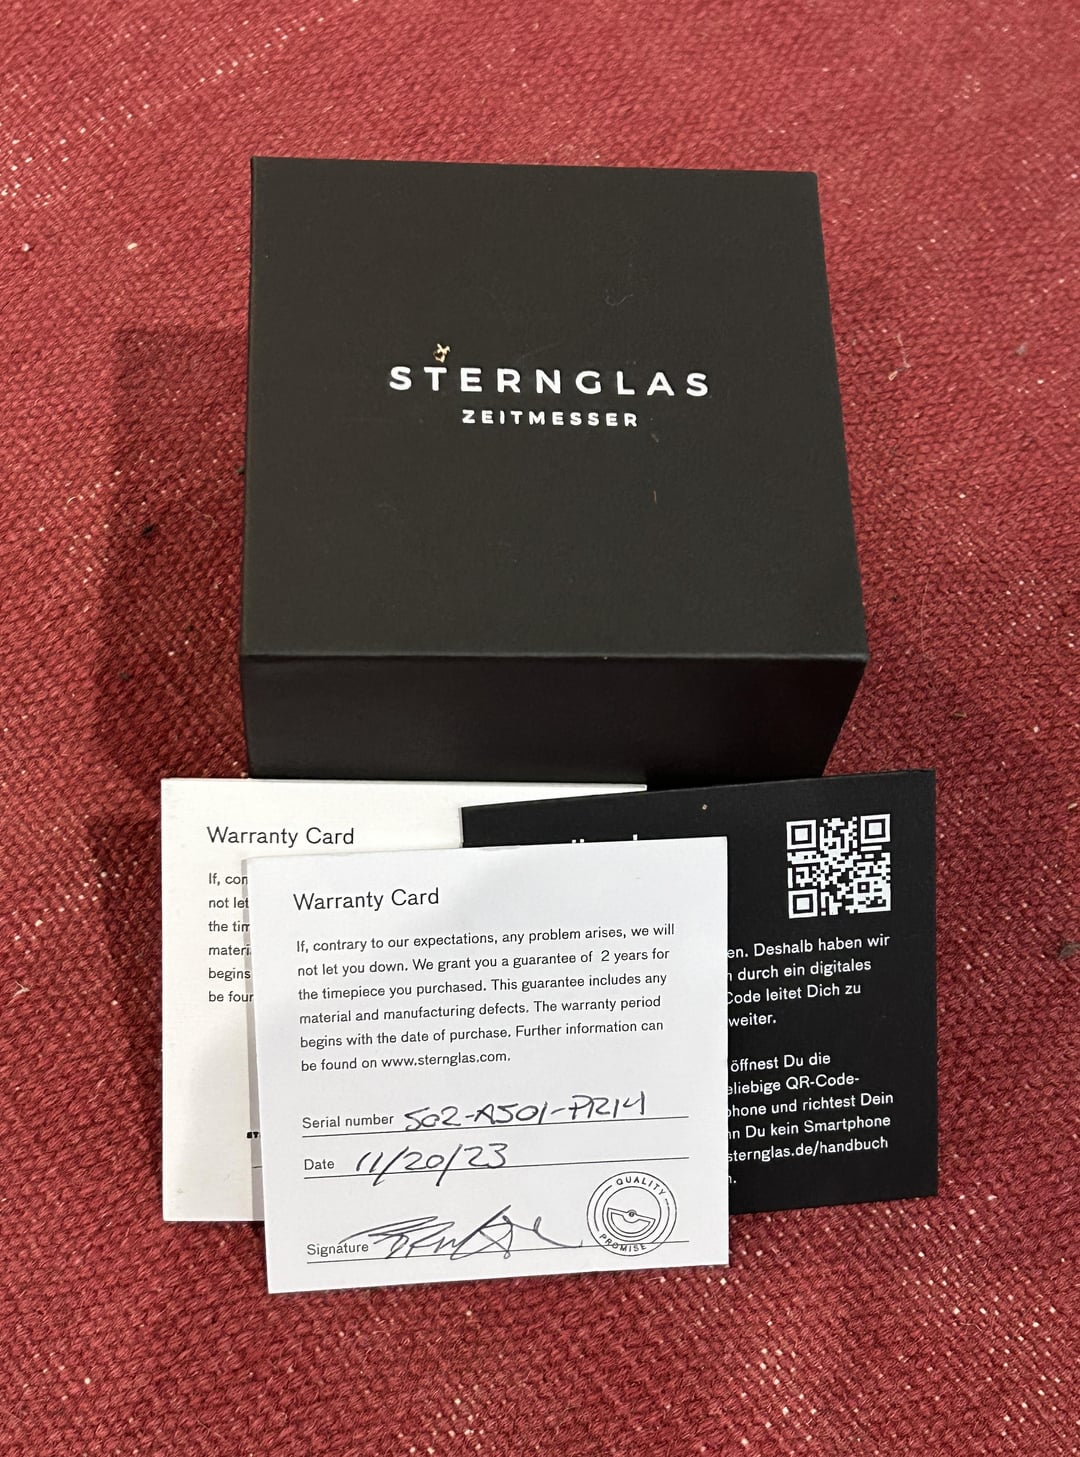 STERNGLAS
ZEITMESSER
Warranty Card
If, con
not let
the tim
materi
begins
be four
Warranty Card
If, contrary to our expectations, any problem arises, we will
not let you down. We grant you a guarantee of 2 years for
the timepiece you purchased. This guarantee includes any
material and manufacturing defects. The warranty period
begins with the date of purchase. Further information can
be found on www.sternglas.com.
Serial number S02-AS01-PR14
Date 11/20/23
Signature
QUALITY
PROMISE
en. Deshalb haben wir
durch ein digitales
Code leitet Dich zu
weiter.
öffnest Du die
eliebige QR-Code-
phone und richtest Dein
nn Du kein Smartphone
sternglas.de/handbuch